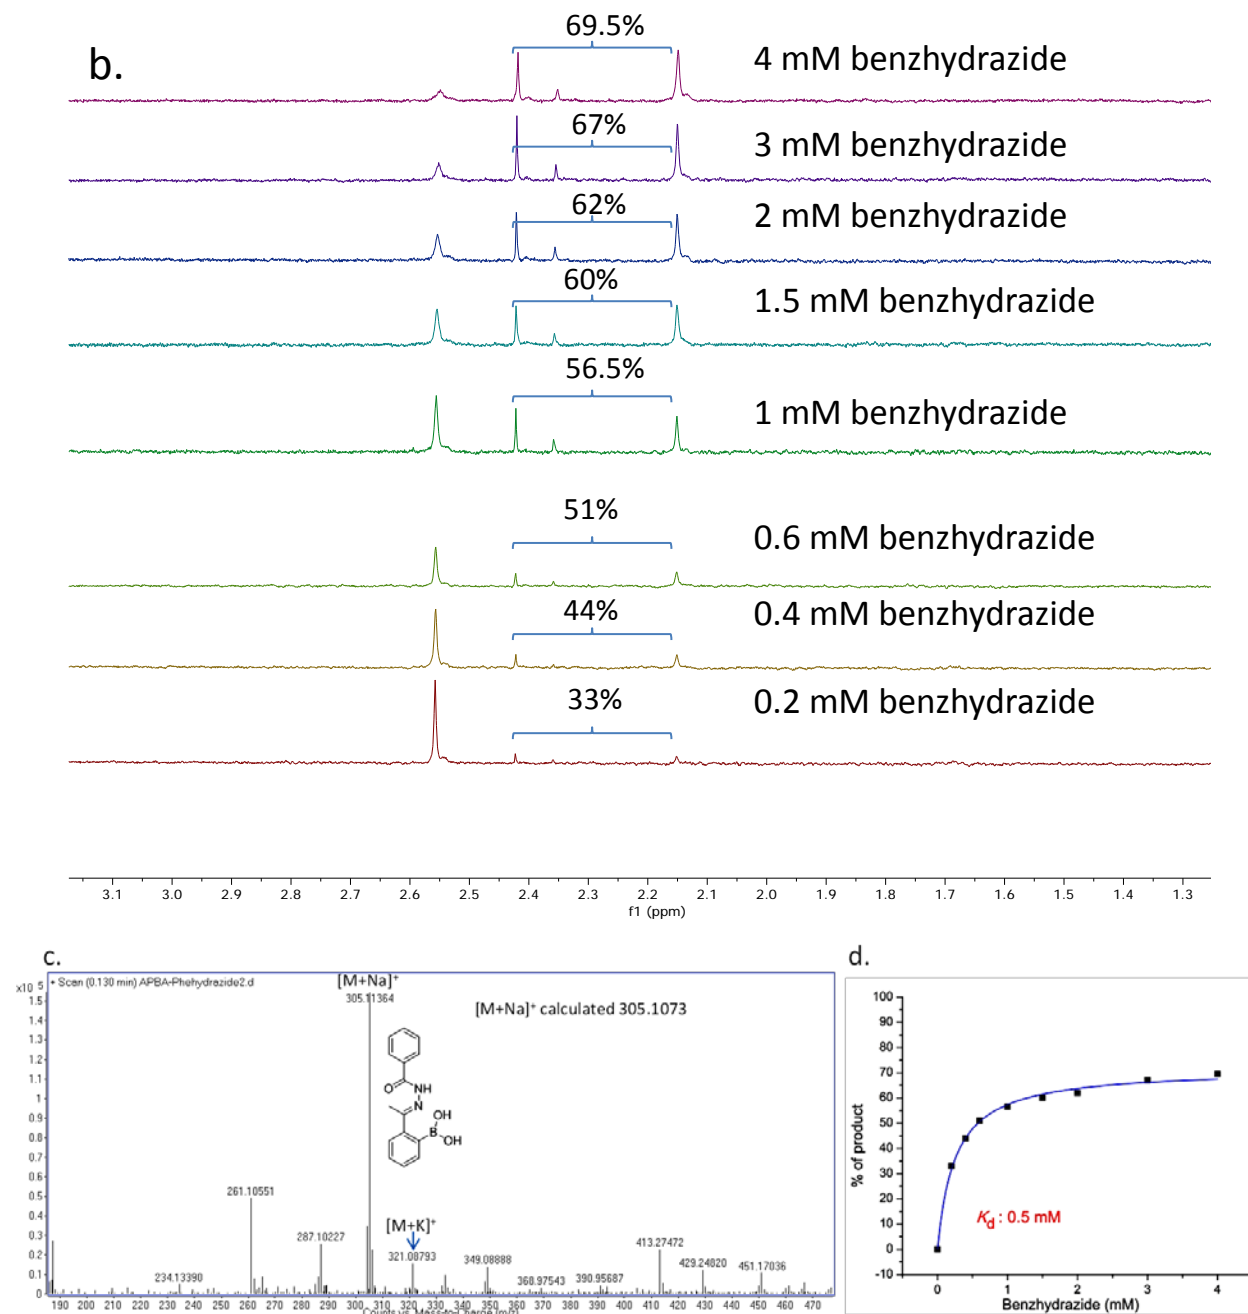 b.
69.5%
4 mM benzhydrazide
67%
3 mM benzhydrazide
62%
2 mM benzhydrazide
60%
1.5 mM benzhydrazide
56.5%
1 mM benzhydrazide
51%
0.6 mM benzhydrazide
44%
0.4 mM benzhydrazide
33%
0.2 mM benzhydrazide
3.1 3.0 2.9 2.8 2.7 2.6 2.5 2.4 2.3 2.2 2.1 2.0 1.9 1.8 1.7 1.6 1.5 1.4 1.3
f1 (ppm)
c.
x10 5
+ Scan (0.130 min) APBA-Phehydrazide2.d
[M+Na]+
305.11364
[M+Na]+ calculated 305.1073
1.5
1.4
1.3
1.2
1.1
1
0.9
0.8
0.7
0.6
0.5
0.4
0.3
0.2
0.1
O
NH
N
OH
B
OH
261.10551
[M+K]+
287.10227
321.08793
413.27472
234.13390
349.08888
368.97543
390.95687
429.24820
451.17036
190 200 210 220 230 240 250 260 270 280 290 300 310 320 330 340 350 360 370 380 390 400 410 420 430 440 450 460 470
Counts vs. Mass-to-Charge (m/z)
d.
% of product
100
90
80
70
60
50
40
30
20
10
0
-10
Kd : 0.5 mM
0 1 2 3 4
Benzhydrazide (mM)